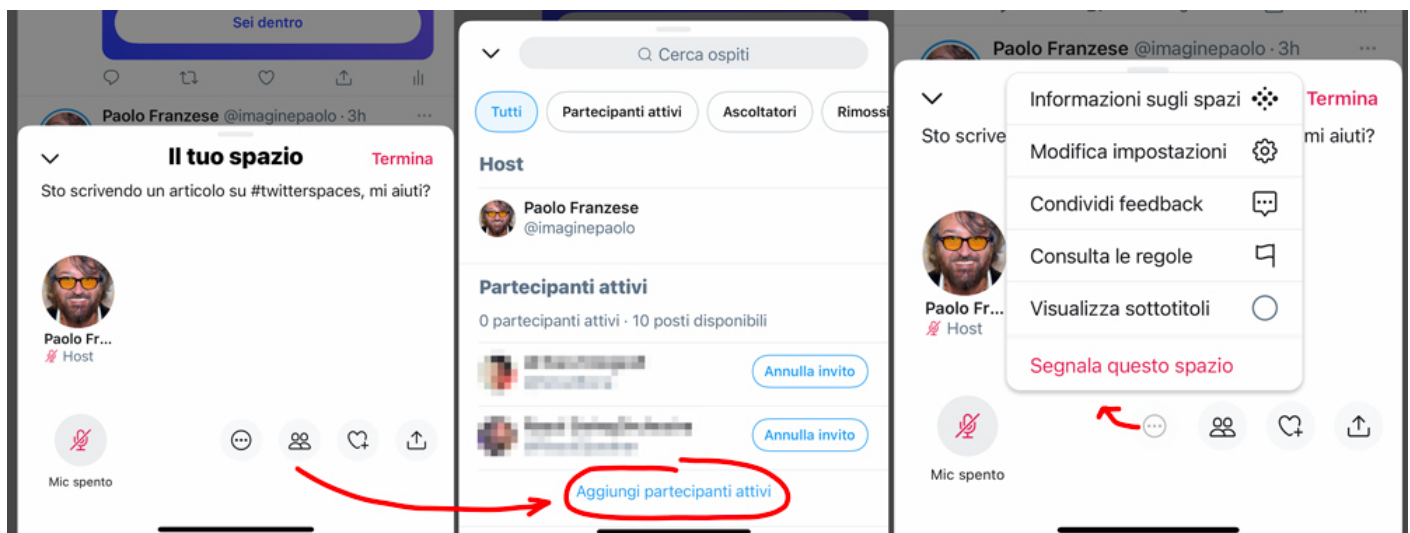 Sei dentro
Paolo Franzese @imaginepaolo · 3h
Il tuo spazio
Termina
Sto scrivendo un articolo su #twitterspaces, mi aiuti?
Paolo Fr...
Host
Mic spento
Cerca ospiti
Tutti
Partecipanti attivi
Ascoltatori
Rimossi
Host
Paolo Franzese
@imaginepaolo
Partecipanti attivi
0 partecipanti attivi · 10 posti disponibili
Annulla invito
Annulla invito
Aggiungi partecipanti attivi
Paolo Franzese @imaginepaolo · 3h
Informazioni sugli spazi
Termina
Sto scrive
mi aiuti?
Modifica impostazioni
Condividi feedback
Consulta le regole
Visualizza sottotitoli
Segnala questo spazio
Paolo Fr...
Host
Mic spento